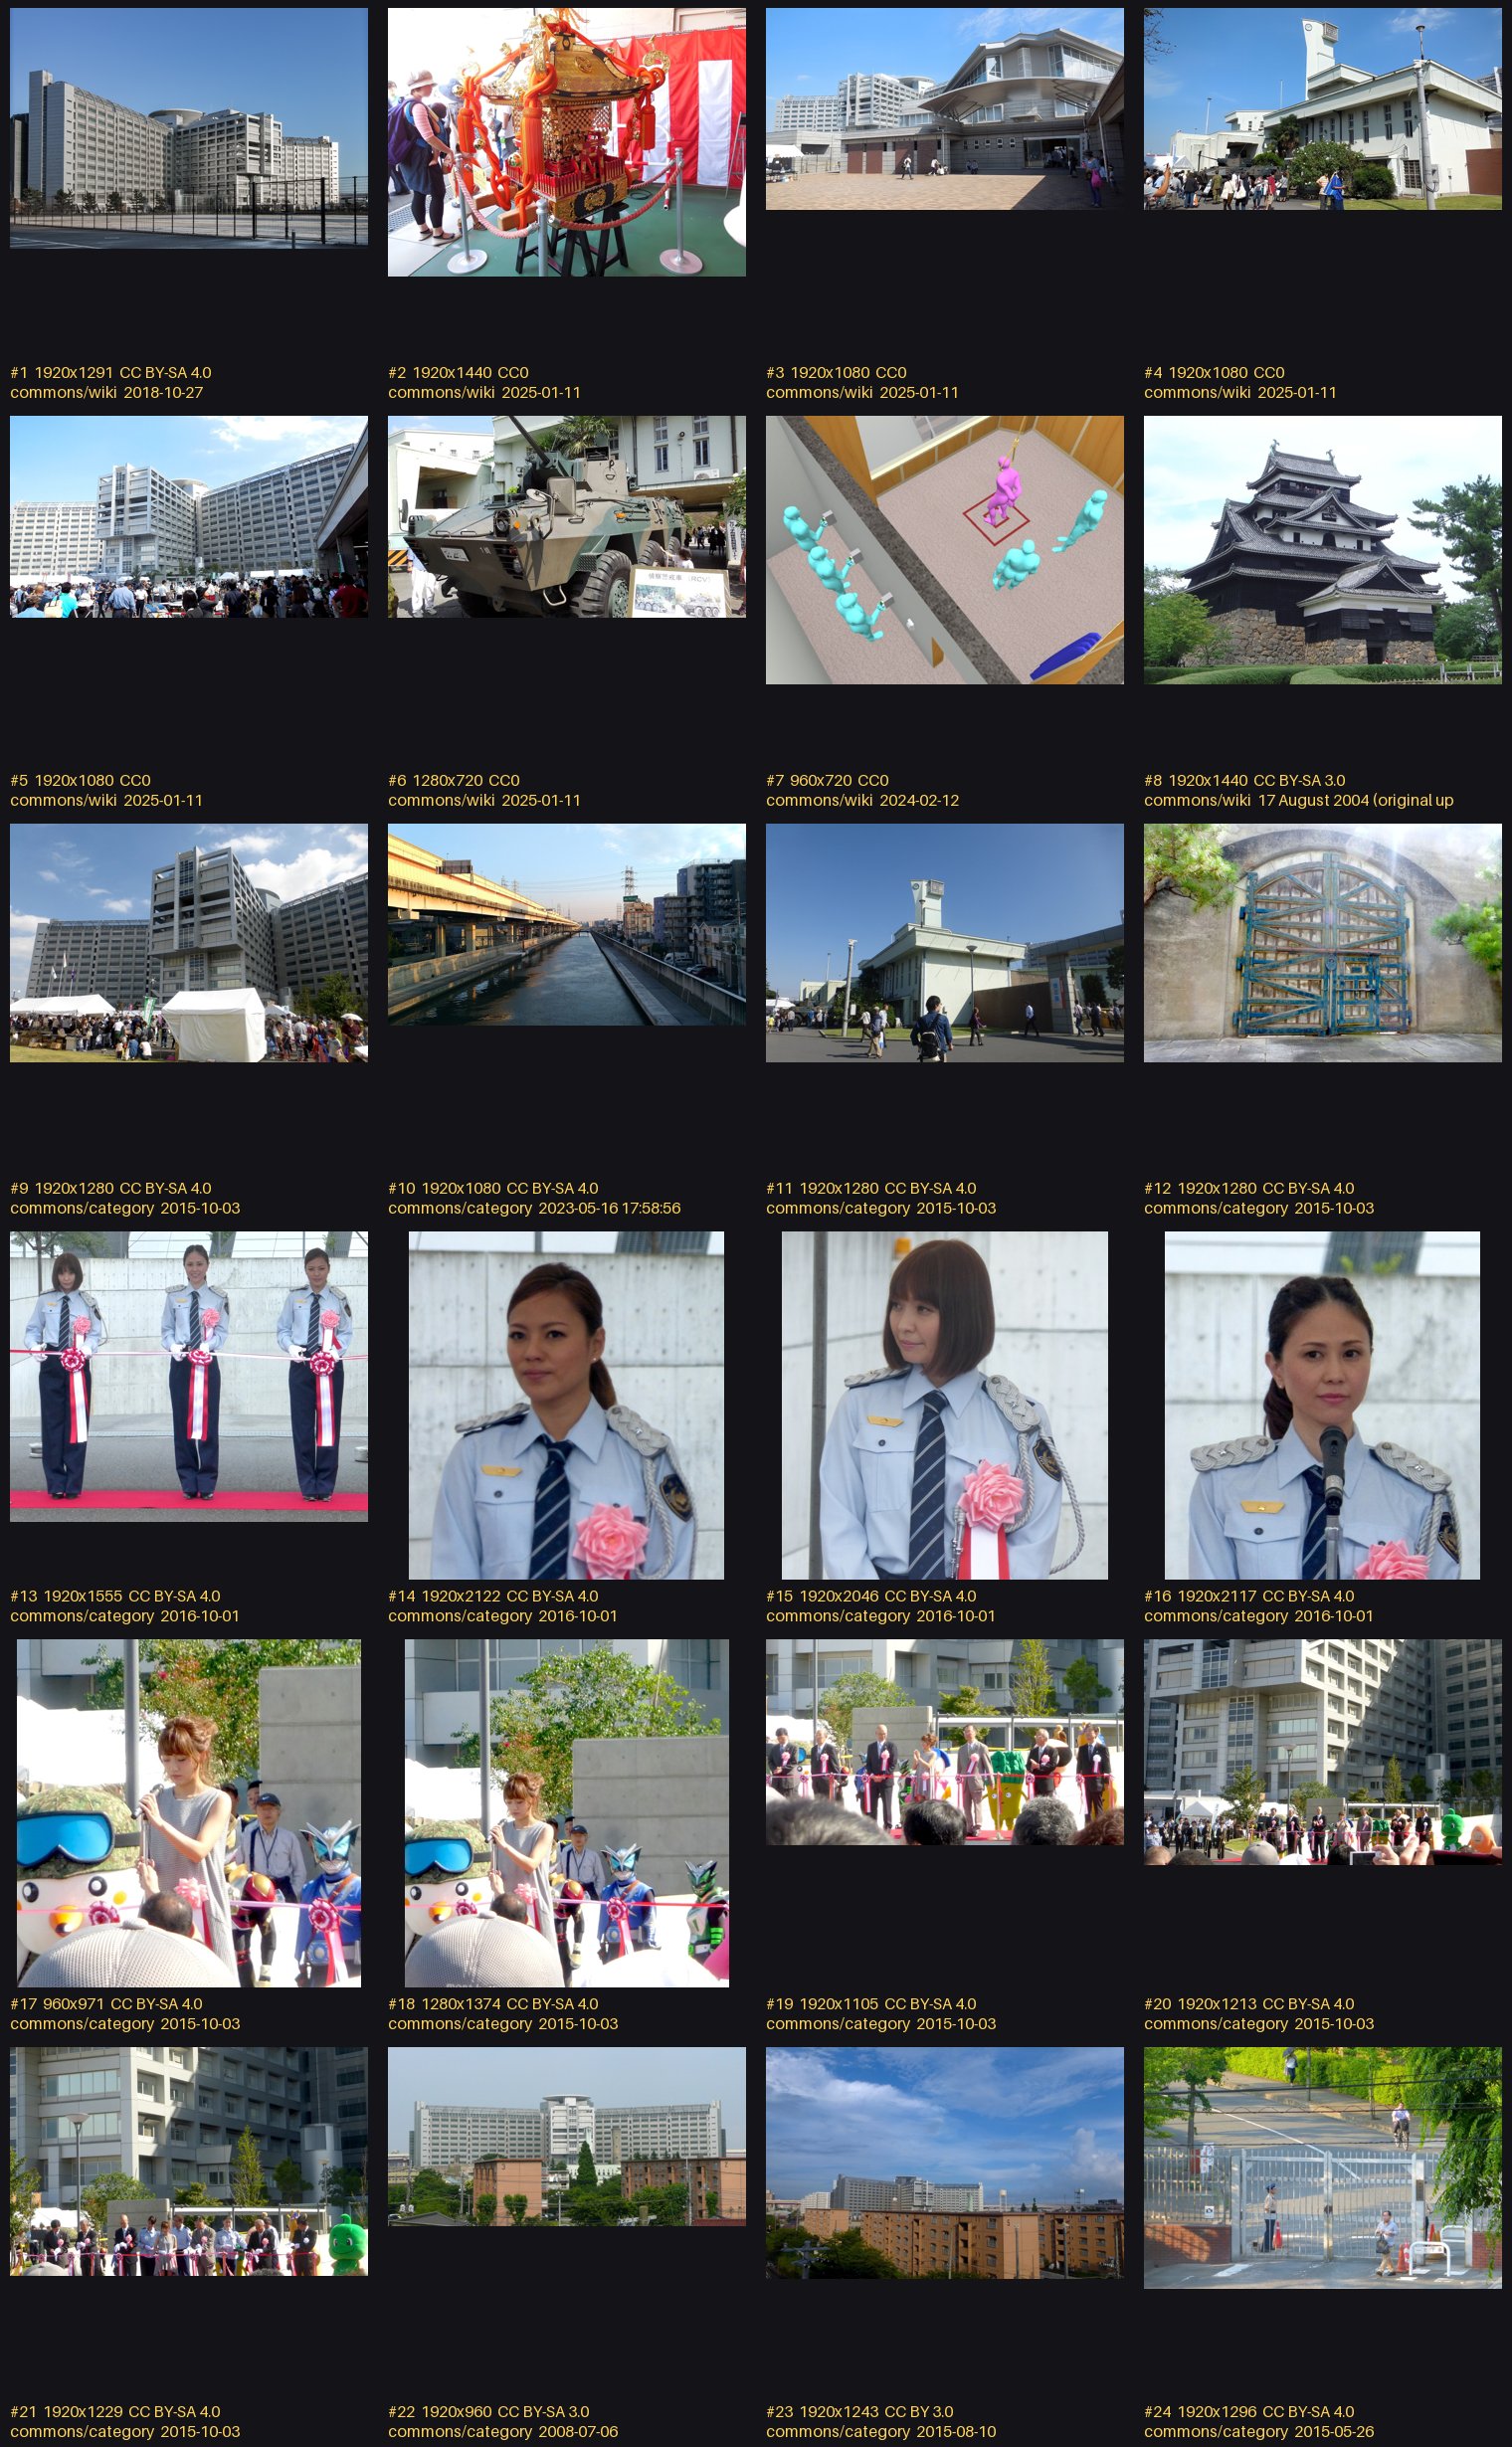 #1 1920x1291 CC BY-SA 4.0
commons/wiki 2018-10-27
#2 1920x1440 CC0
commons/wiki 2025-01-11
#3 1920x1080 CC0
commons/wiki 2025-01-11
#4 1920x1080 CC0
commons/wiki 2025-01-11
#5 1920x1080 CC0
commons/wiki 2025-01-11
#6 1280x720 CC0
commons/wiki 2025-01-11
#7 960x720 CC0
commons/wiki 2024-02-12
#8 1920x1440 CC BY-SA 3.0
commons/wiki 17 August 2004 (original up
#9 1920x1280 CC BY-SA 4.0
commons/category 2015-10-03
#10 1920x1080 CC BY-SA 4.0
commons/category 2023-05-16 17:58:56
#11 1920x1280 CC BY-SA 4.0
commons/category 2015-10-03
#12 1920x1280 CC BY-SA 4.0
commons/category 2015-10-03
#13 1920x1555 CC BY-SA 4.0
commons/category 2016-10-01
#14 1920x2122 CC BY-SA 4.0
commons/category 2016-10-01
#15 1920x2046 CC BY-SA 4.0
commons/category 2016-10-01
#16 1920x2117 CC BY-SA 4.0
commons/category 2016-10-01
#17 960x971 CC BY-SA 4.0
commons/category 2015-10-03
#18 1280x1374 CC BY-SA 4.0
commons/category 2015-10-03
#19 1920x1105 CC BY-SA 4.0
commons/category 2015-10-03
#20 1920x1213 CC BY-SA 4.0
commons/category 2015-10-03
#21 1920x1229 CC BY-SA 4.0
commons/category 2015-10-03
#22 1920x960 CC BY-SA 3.0
commons/category 2008-07-06
#23 1920x1243 CC BY 3.0
commons/category 2015-08-10
#24 1920x1296 CC BY-SA 4.0
commons/category 2015-05-26